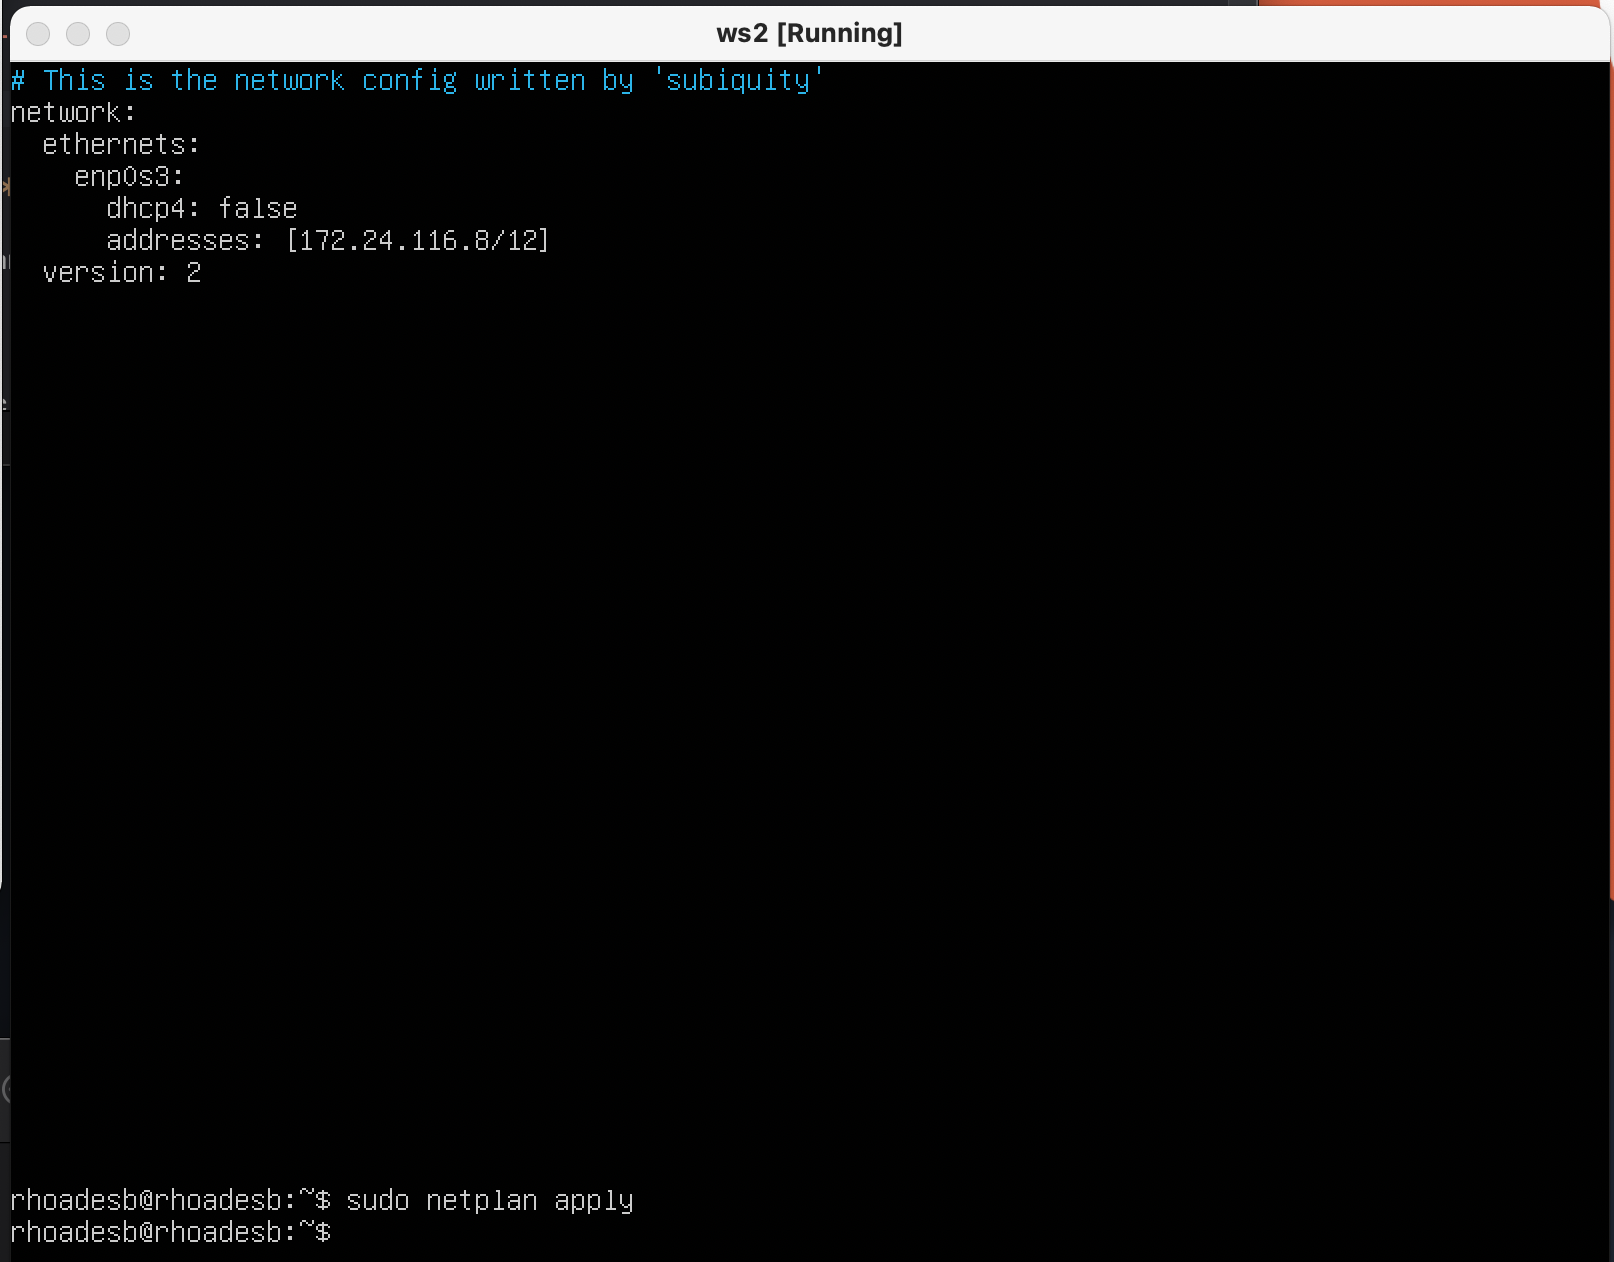 ws2 [Running]
# This is the network config written by 'subiquity'
network:
  ethernets:
    enp0s3:
      dhcp4: false
      addresses: [172.24.116.8/12]
  version: 2
rhoadesb@rhoadesb:~$ sudo netplan apply
rhoadesb@rhoadesb:~$